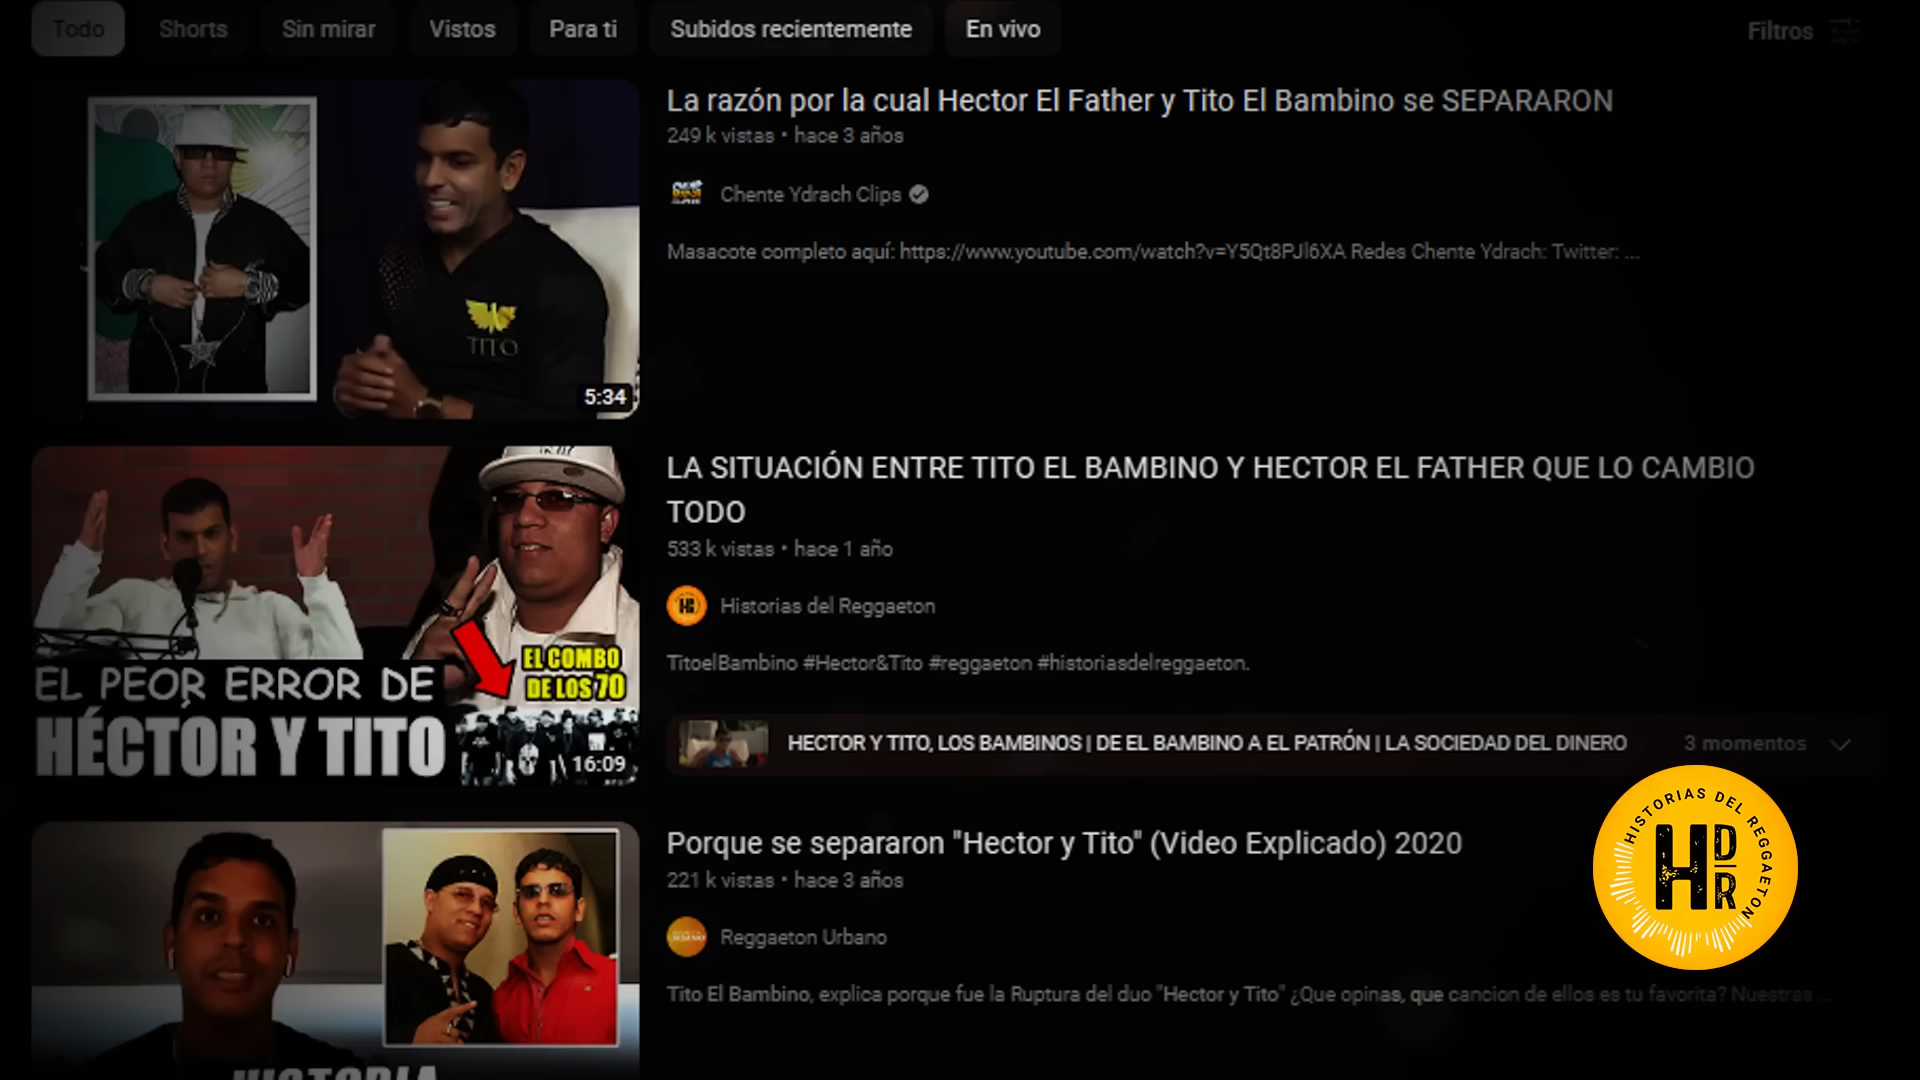 Todo
Shorts
Sin mirar
Vistos
Para ti
Subidos recientemente
En vivo
Filtros
TITO
5:34
La razón por la cual Hector El Father y Tito El Bambino se SEPARARON
249 k vistas • hace 3 años
Chente Ydrach Clips
Masacote completo aquí: https://www.youtube.com/watch?v=Y5Qt8PJl6XA Redes Chente Ydrach: Twitter: ...
EL PEOR ERROR DE
HÉCTOR Y TITO
EL COMBO
DE LOS 70
16:09
LA SITUACIÓN ENTRE TITO EL BAMBINO Y HECTOR EL FATHER QUE LO CAMBIO
TODO
533 k vistas • hace 1 año
Historias del Reggaeton
TitoelBambino #Hector&Tito #reggaeton #historiasdelreggaeton.
HECTOR Y TITO, LOS BAMBINOS | DE EL BAMBINO A EL PATRÓN | LA SOCIEDAD DEL DINERO
3 momentos
HISTORIAS DEL REGGAETON
HDR
Porque se separaron "Hector y Tito" (Video Explicado) 2020
221 k vistas • hace 3 años
Reggaeton Urbano
Tito El Bambino, explica porque fue la Ruptura del duo "Hector y Tito" ¿Que opinas, que cancion de ellos es tu favorita? Nuestras ...
HISTORIA